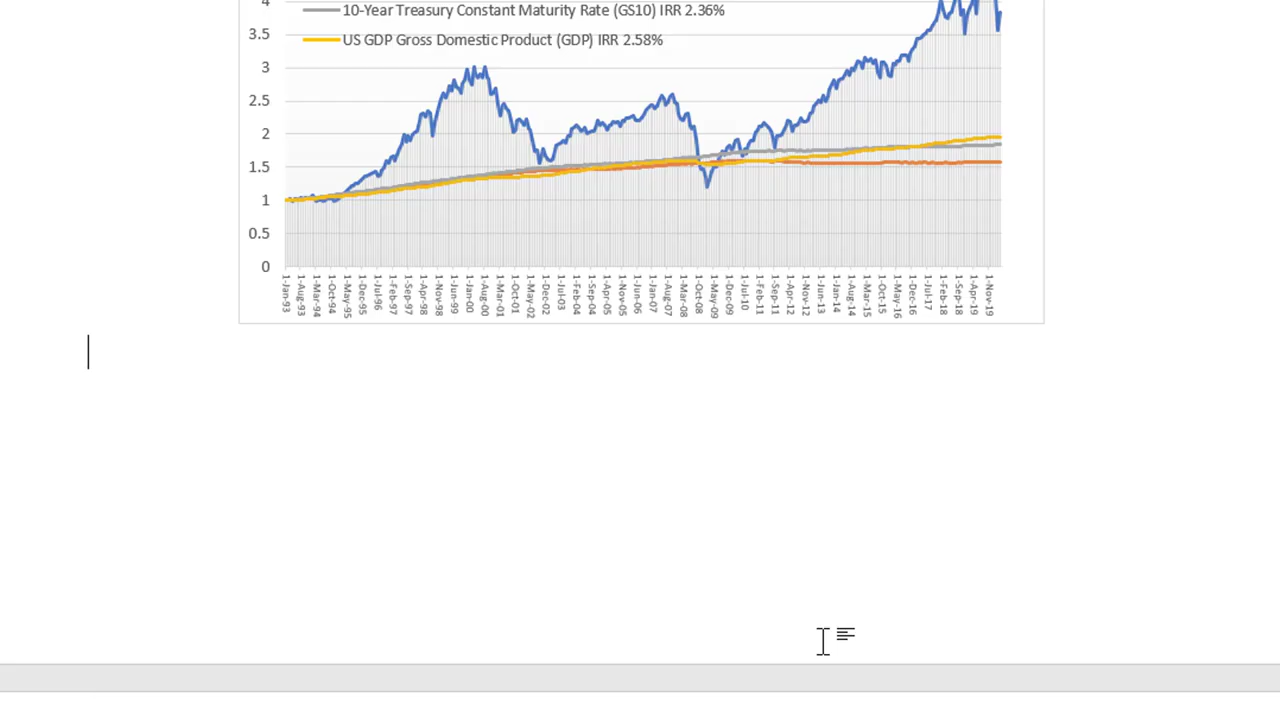 4
10-Year Treasury Constant Maturity Rate (GS10) IRR 2.36%
3.5
US GDP Gross Domestic Product (GDP) IRR 2.58%
3
2.5
2
1.5
1
0.5
0
1-Jan-93
1-Aug-93
1-Mar-94
1-Oct-94
1-May-95
1-Dec-95
1-Jul-96
1-Feb-97
1-Sep-97
1-Apr-98
1-Nov-98
1-Jun-99
1-Jan-00
1-Aug-00
1-Mar-01
1-Oct-01
1-May-02
1-Dec-02
1-Jul-03
1-Feb-04
1-Sep-04
1-Apr-05
1-Nov-05
1-Jun-06
1-Jan-07
1-Aug-07
1-Mar-08
1-Oct-08
1-May-09
1-Dec-09
1-Jul-10
1-Feb-11
1-Sep-11
1-Apr-12
1-Nov-12
1-Jun-13
1-Jan-14
1-Aug-14
1-Mar-15
1-Oct-15
1-May-16
1-Dec-16
1-Jul-17
1-Feb-18
1-Sep-18
1-Apr-19
1-Nov-19